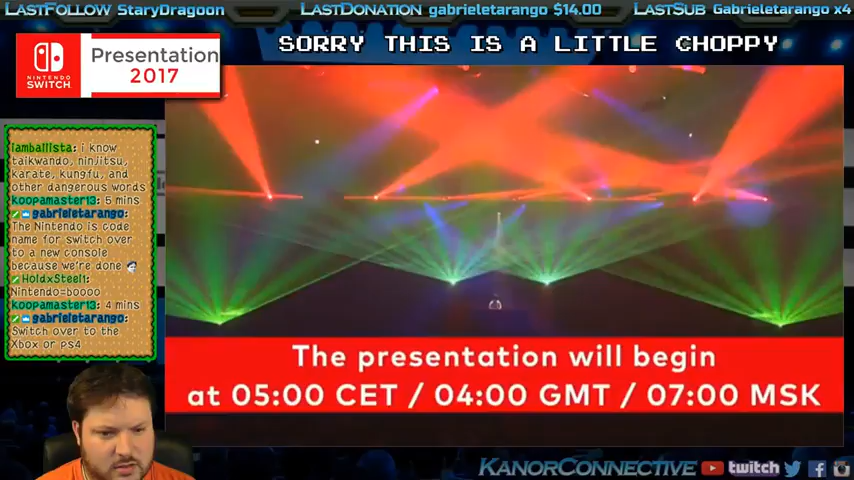 LASTFOLLOW StaryDragoon
LASTDONATION gabrieletarango $14.00
LASTSUB Gabrieletarango x4
SORRY THIS IS A LITTLE CHOPPY
NINTENDO
SWITCH
Presentation
2017
iamballista: i know
taikwando, ninjitsu,
karate, kungfu, and
other dangerous words
koopamaster13: 5 mins
gabrieletarango:
The Nintendo is code
name for switch over
to a new console
because we're done
HoldxSteel1:
Nintendo=boooo
koopamaster13: 4 mins
gabrieletarango:
Switch over to the
Xbox or ps4
The presentation will begin
at 05:00 CET / 04:00 GMT / 07:00 MSK
KANORCONNECTIVE
twitch